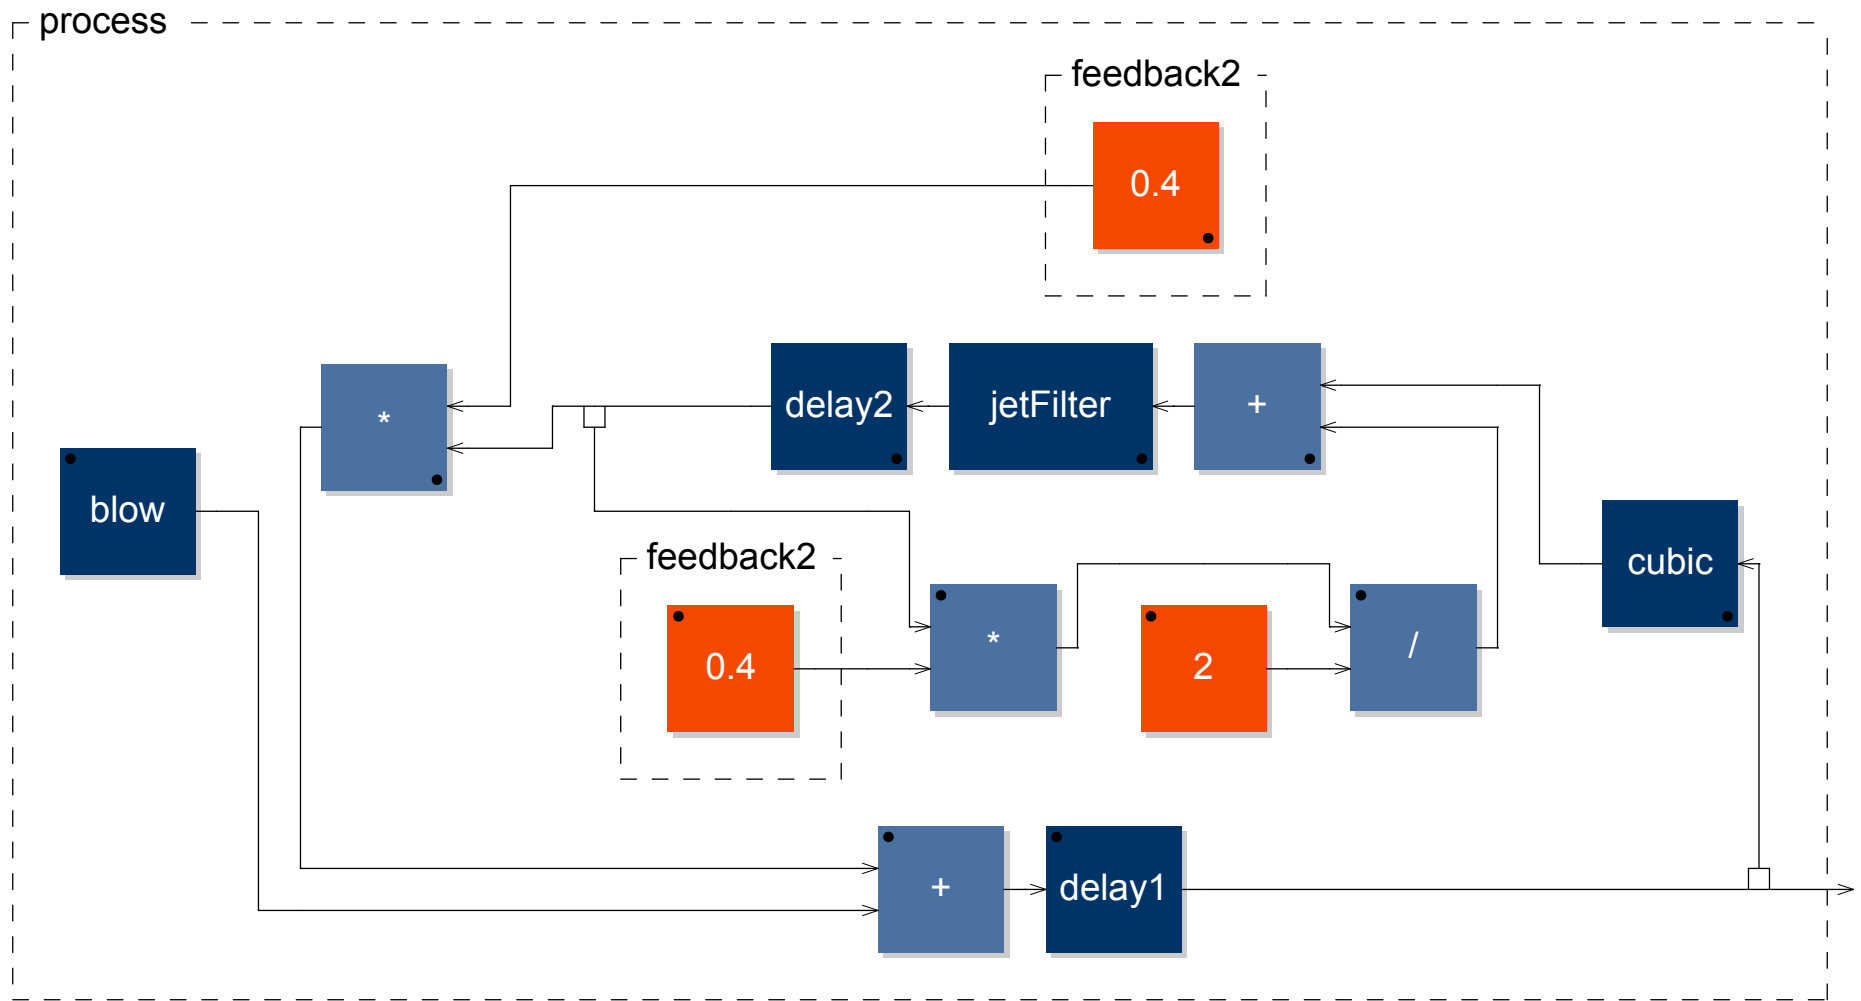 process
feedback2
0.4
*
delay2
jetFilter
+
blow
cubic
feedback2
0.4
*
2
/
+
delay1